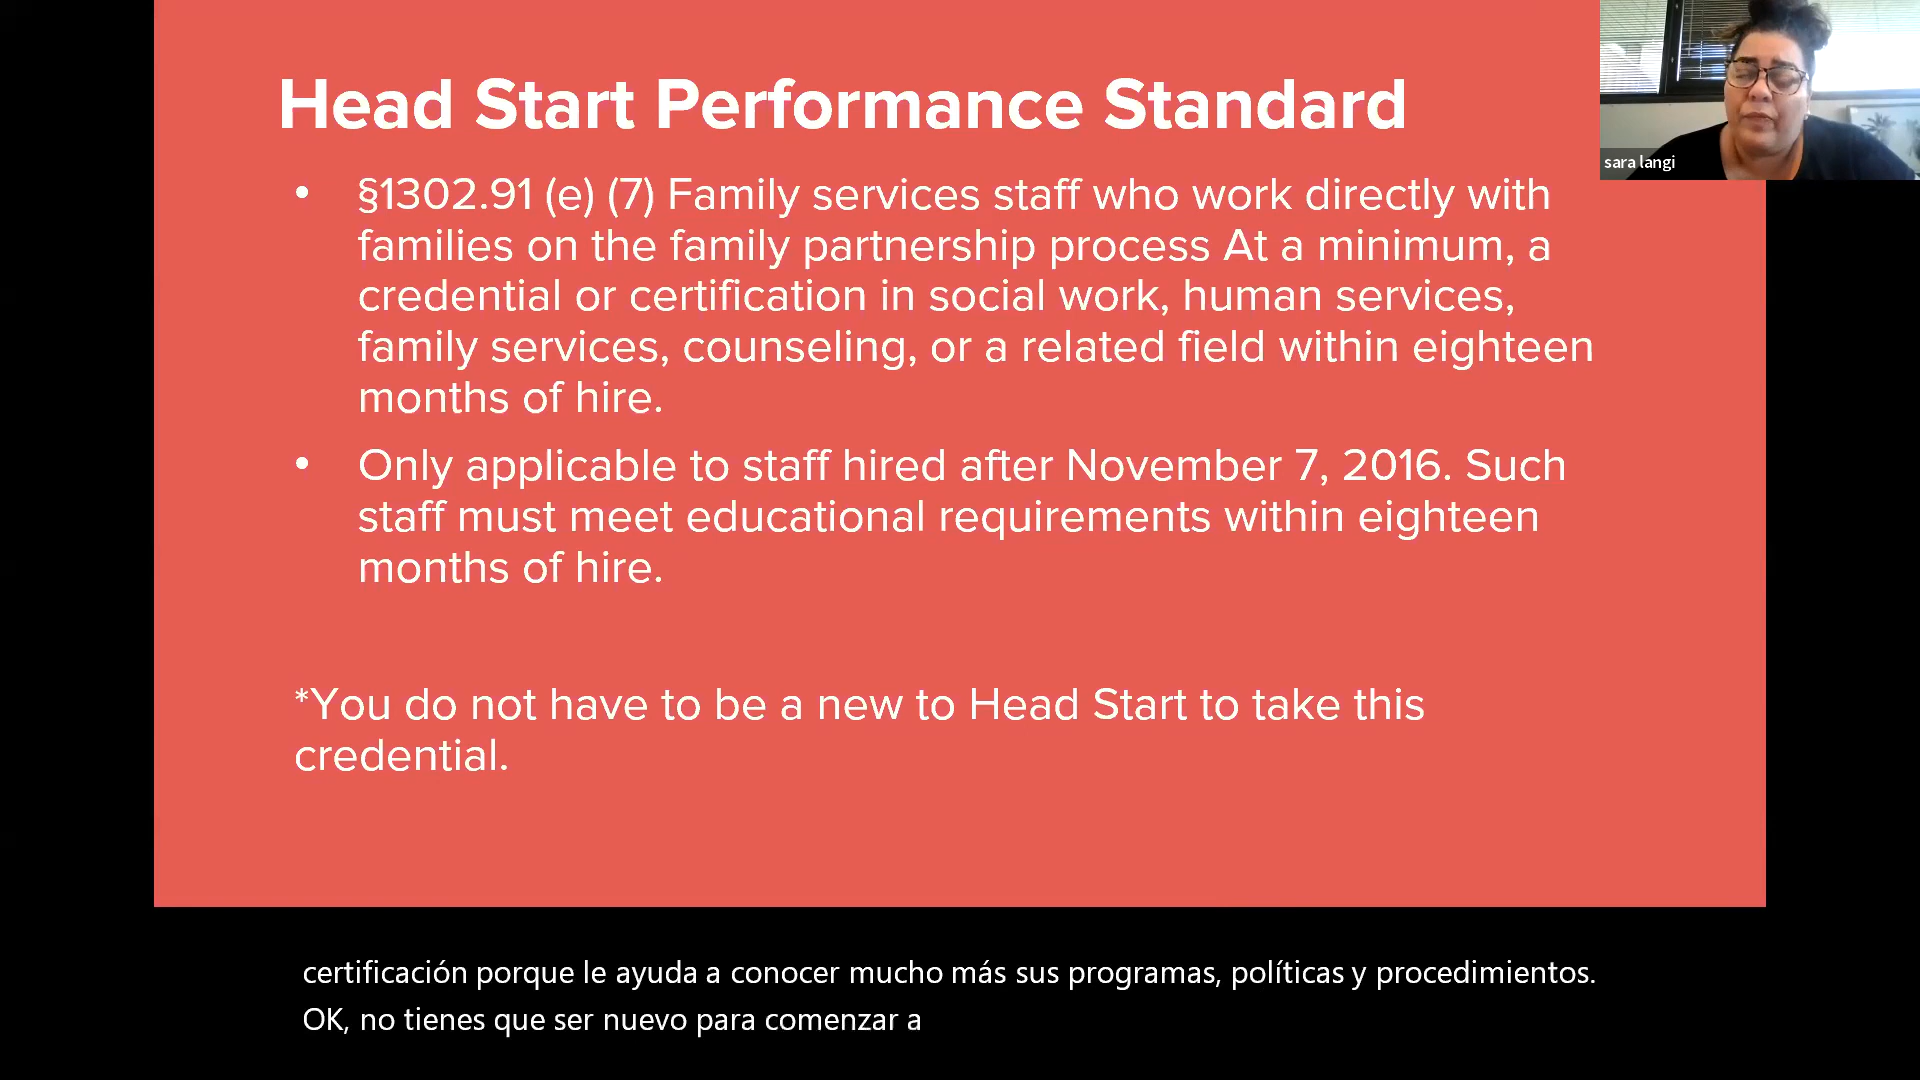 Head Start Performance Standard
• §1302.91 (e) (7) Family services staff who work directly with
families on the family partnership process At a minimum, a
credential or certification in social work, human services,
family services, counseling, or a related field within eighteen
months of hire.
• Only applicable to staff hired after November 7, 2016. Such
staff must meet educational requirements within eighteen
months of hire.
*You do not have to be a new to Head Start to take this
credential.
sara langi
certificación porque le ayuda a conocer mucho más sus programas, políticas y procedimientos.
OK, no tienes que ser nuevo para comenzar a